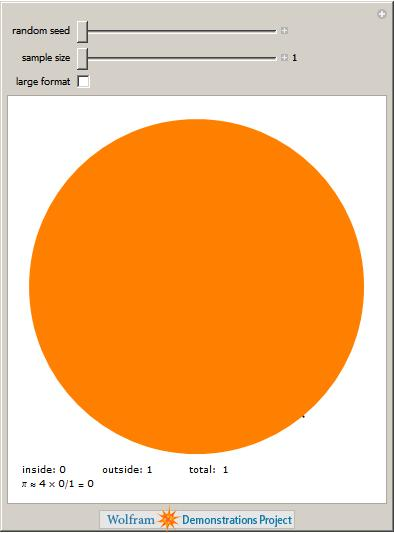 random seed
sample size 1
large format
inside: 0 outside: 1 total: 1
π ≈ 4 × 0/1 = 0
Wolfram Demonstrations Project